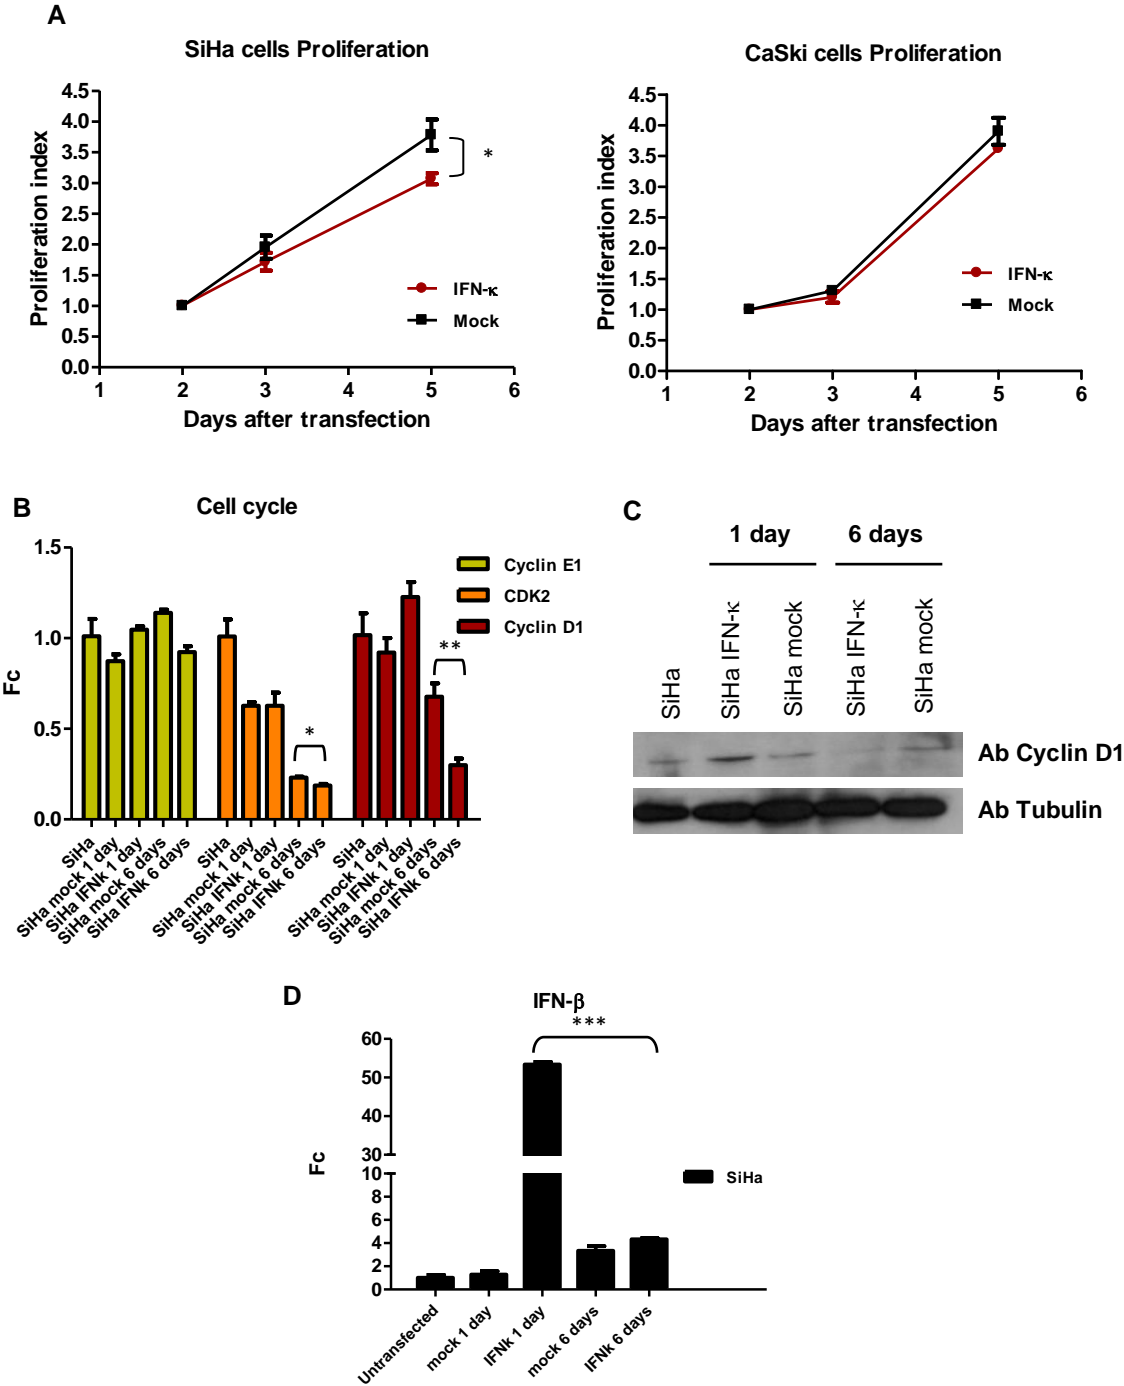 A
SiHa cells Proliferation
4.5
4.0
3.5
3.0
2.5
2.0
1.5
1.0
0.5
0.0
1 2 3 4 5 6
Proliferation index
Days after transfection
*
IFN-κ
Mock
CaSki cells Proliferation
4.5
4.0
3.5
3.0
2.5
2.0
1.5
1.0
0.5
0.0
1 2 3 4 5 6
Proliferation index
Days after transfection
IFN-κ
Mock
B
Cell cycle
1.5
1.0
0.5
0.0
Fc
Cyclin E1
CDK2
Cyclin D1
*
**
SiHa
SiHa mock 1 day
SiHa IFNk 1 day
SiHa mock 6 days
SiHa IFNk 6 days
SiHa
SiHa mock 1 day
SiHa IFNk 1 day
SiHa mock 6 days
SiHa IFNk 6 days
SiHa
SiHa mock 1 day
SiHa IFNk 1 day
SiHa mock 6 days
SiHa IFNk 6 days
C
1 day 6 days
SiHa
SiHa IFN-κ
SiHa mock
SiHa IFN-κ
SiHa mock
Ab Cyclin D1
Ab Tubulin
D
IFN-β
***
60
50
40
30
10
8
6
4
2
0
Fc
SiHa
Untransfected
mock 1 day
IFNk 1 day
mock 6 days
IFNk 6 days